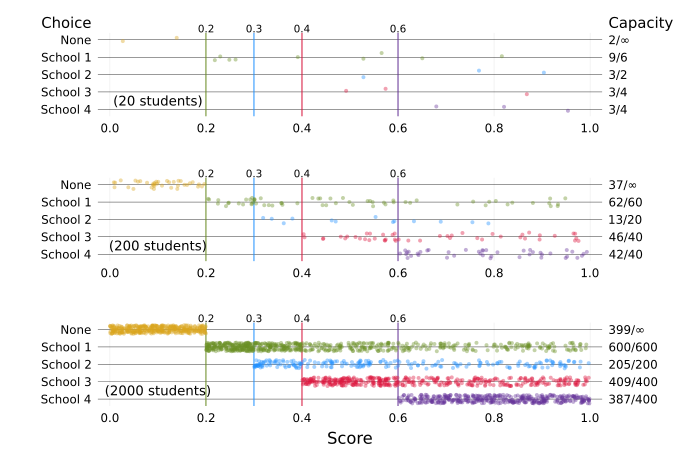 Choice Capacity
0.2 0.3 0.4 0.6
None 2/∞
School 1 9/6
School 2 3/2
School 3 3/4
(20 students)
School 4 3/4
0.0 0.2 0.4 0.6 0.8 1.0
0.2 0.3 0.4 0.6
None 37/∞
School 1 62/60
School 2 13/20
School 3 46/40
(200 students)
School 4 42/40
0.0 0.2 0.4 0.6 0.8 1.0
0.2 0.3 0.4 0.6
None 399/∞
School 1 600/600
School 2 205/200
School 3 409/400
(2000 students)
School 4 387/400
0.0 0.2 0.4 0.6 0.8 1.0
Score